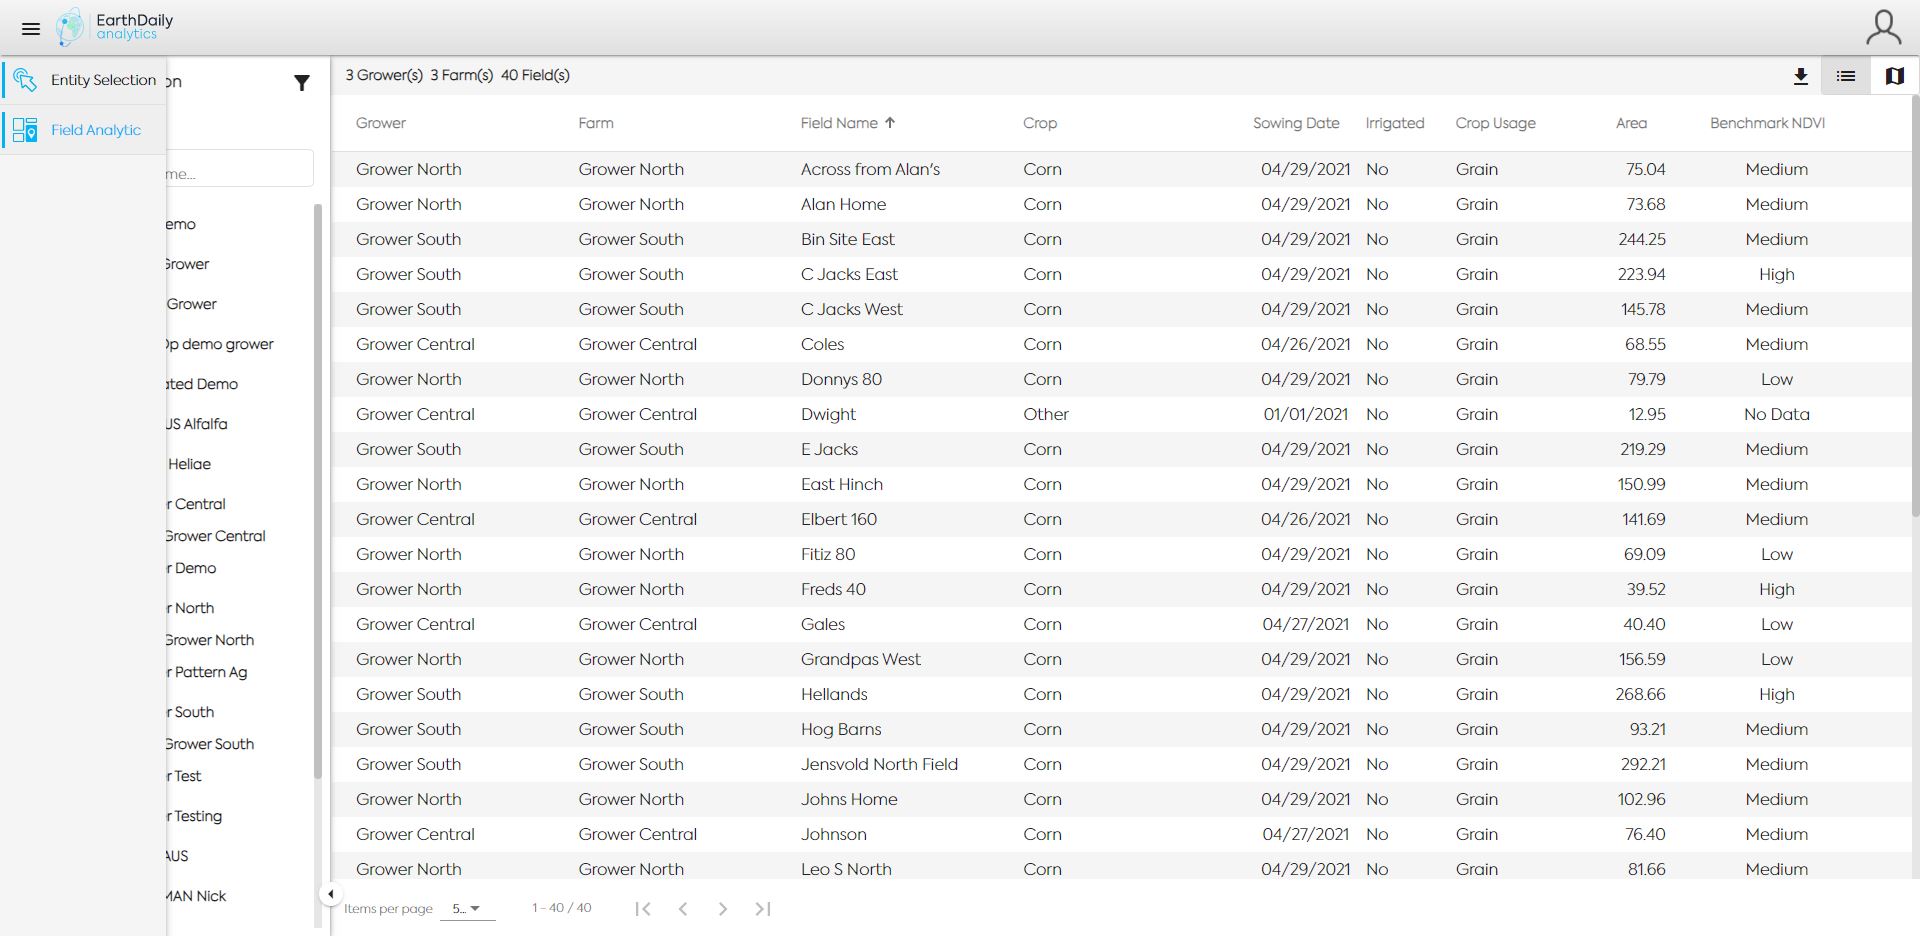 EarthDaily
analytics
Entity Selection
Field Analytic
on
me...
emo
Grower
Grower
Op demo grower
ated Demo
US Alfalfa
Heliae
r Central
Grower Central
r Demo
r North
Grower North
r Pattern Ag
r South
Grower South
r Test
r Testing
AUS
MAN Nick
3 Grower(s) 3 Farm(s) 40 Field(s)
Grower Farm Field Name Crop Sowing Date Irrigated Crop Usage Area Benchmark NDVI
Grower North Grower North Across from Alan's Corn 04/29/2021 No Grain 75.04 Medium
Grower North Grower North Alan Home Corn 04/29/2021 No Grain 73.68 Medium
Grower South Grower South Bin Site East Corn 04/29/2021 No Grain 244.25 Medium
Grower South Grower South C Jacks East Corn 04/29/2021 No Grain 223.94 High
Grower South Grower South C Jacks West Corn 04/29/2021 No Grain 145.78 Medium
Grower Central Grower Central Coles Corn 04/26/2021 No Grain 68.55 Medium
Grower North Grower North Donnys 80 Corn 04/29/2021 No Grain 79.79 Low
Grower Central Grower Central Dwight Other 01/01/2021 No Grain 12.95 No Data
Grower South Grower South E Jacks Corn 04/29/2021 No Grain 219.29 Medium
Grower North Grower North East Hinch Corn 04/29/2021 No Grain 150.99 Medium
Grower Central Grower Central Elbert 160 Corn 04/26/2021 No Grain 141.69 Medium
Grower North Grower North Fitiz 80 Corn 04/29/2021 No Grain 69.09 Low
Grower North Grower North Freds 40 Corn 04/29/2021 No Grain 39.52 High
Grower Central Grower Central Gales Corn 04/27/2021 No Grain 40.40 Low
Grower North Grower North Grandpas West Corn 04/29/2021 No Grain 156.59 Low
Grower South Grower South Hellands Corn 04/29/2021 No Grain 268.66 High
Grower South Grower South Hog Barns Corn 04/29/2021 No Grain 93.21 Medium
Grower South Grower South Jensvold North Field Corn 04/29/2021 No Grain 292.21 Medium
Grower North Grower North Johns Home Corn 04/29/2021 No Grain 102.96 Medium
Grower Central Grower Central Johnson Corn 04/27/2021 No Grain 76.40 Medium
Grower North Grower North Leo S North Corn 04/29/2021 No Grain 81.66 Medium
Items per page 5... 1 - 40 / 40